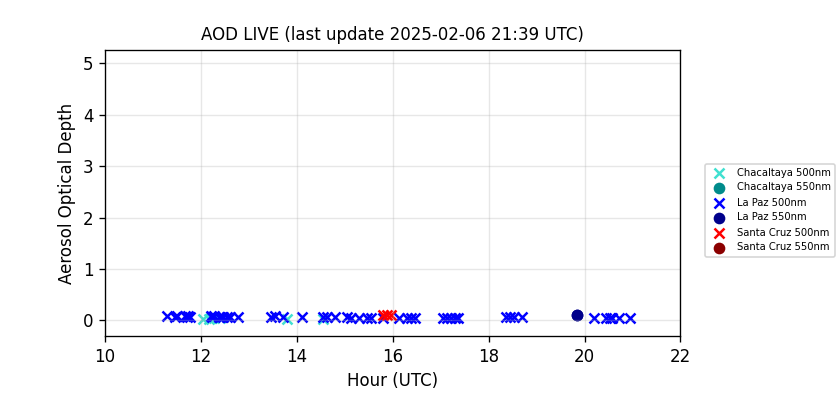 AOD LIVE (last update 2025-02-06 21:39 UTC)
Aerosol Optical Depth
5
4
3
2
1
0
10 12 14 16 18 20 22
Hour (UTC)
Chacaltaya 500nm
Chacaltaya 550nm
La Paz 500nm
La Paz 550nm
Santa Cruz 500nm
Santa Cruz 550nm